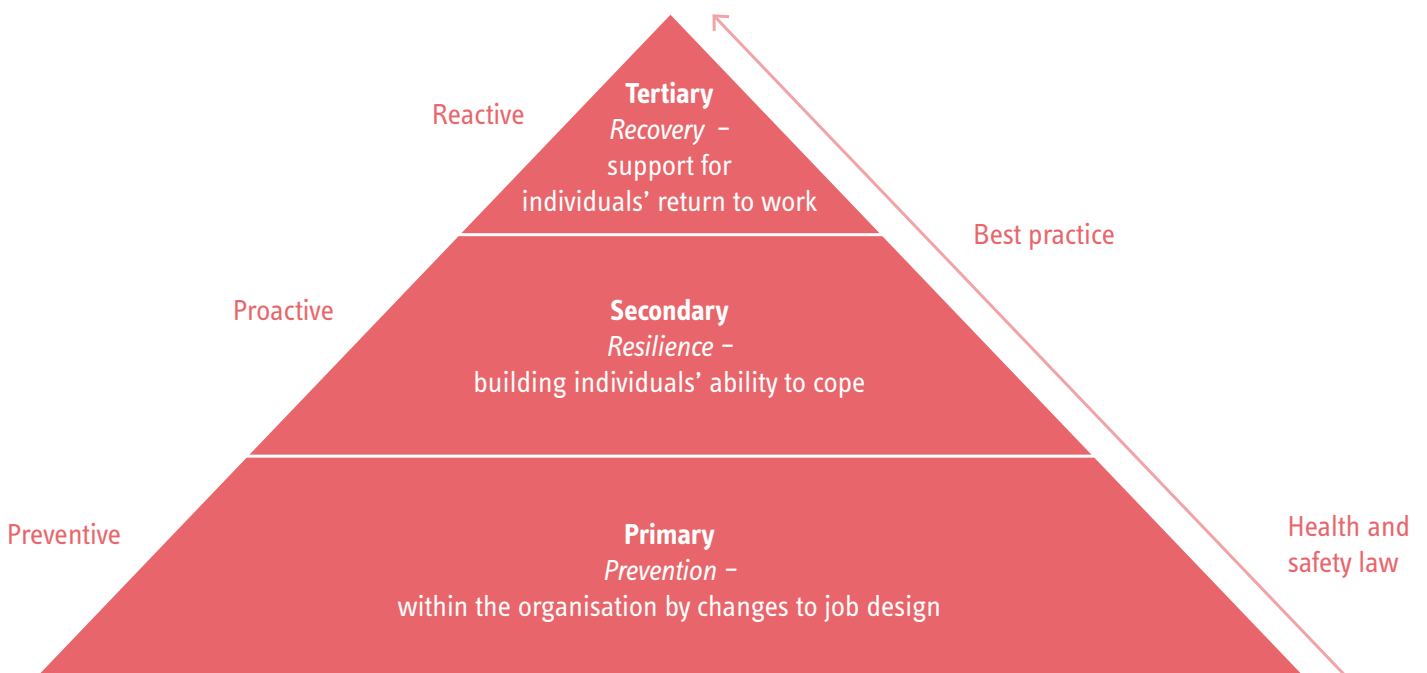 Reactive
Tertiary
Recovery –
support for
individuals’ return to work
Best practice
Proactive
Secondary
Resilience –
building individuals’ ability to cope
Preventive
Primary
Prevention –
within the organisation by changes to job design
Health and
safety law